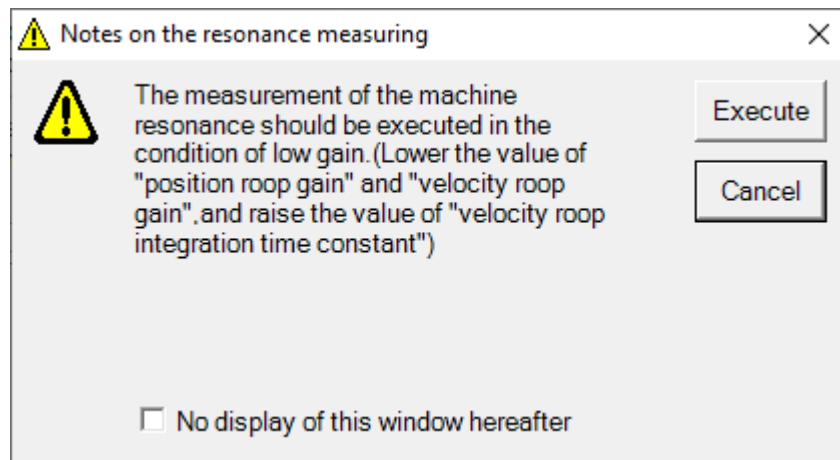 Notes on the resonance measuring
The measurement of the machine
resonance should be executed in the
condition of low gain.(Lower the value of
"position roop gain" and "velocity roop
gain",and raise the value of "velocity roop
integration time constant")
Execute
Cancel
No display of this window hereafter